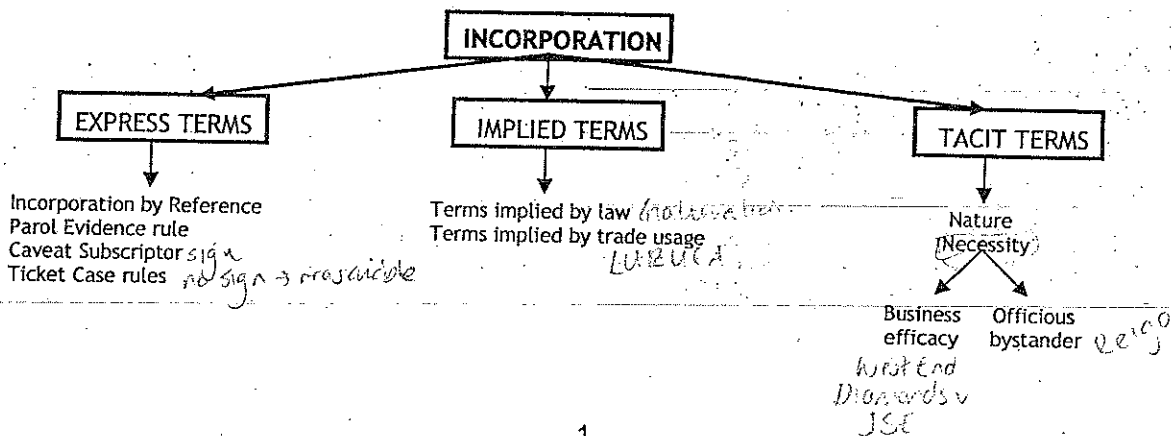 INCORPORATION
EXPRESS TERMS
IMPLIED TERMS
TACIT TERMS
Incorporation by Reference
Parol Evidence rule
Caveat Subscriptor sign
Ticket Case rules no sign →
Terms implied by law
Terms implied by trade usage
Nature
(Necessity)
Business efficacy
Officious bystander
West End
Diamonds v
JSE
1